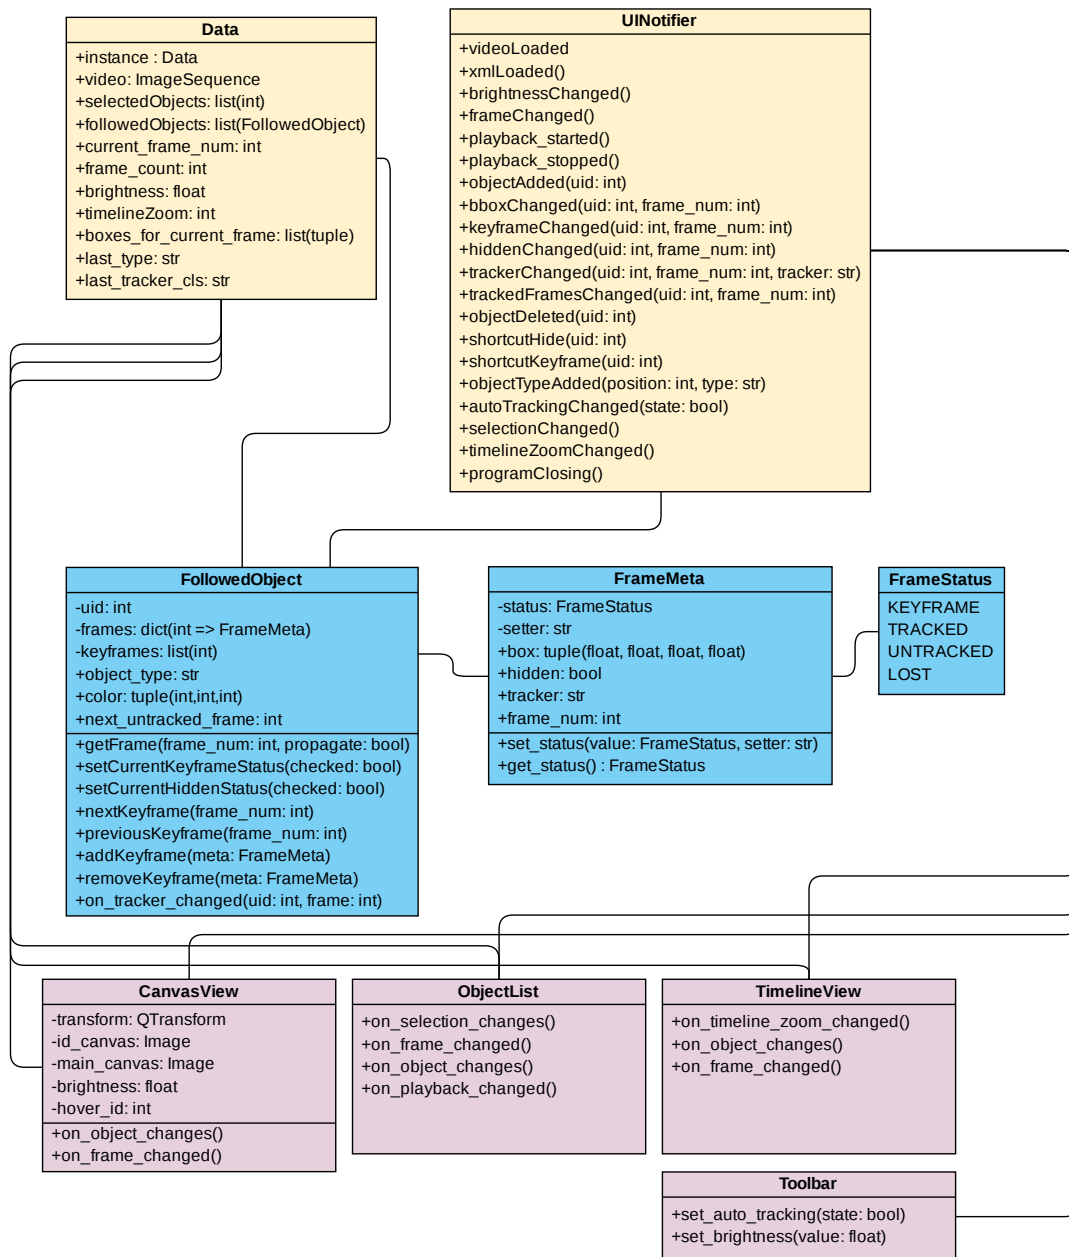 Data
+instance : Data
+video: ImageSequence
+selectedObjects: list(int)
+followedObjects: list(FollowedObject)
+current_frame_num: int
+frame_count: int
+brightness: float
+timelineZoom: int
+boxes_for_current_frame: list(tuple)
+last_type: str
+last_tracker_cls: str
UINotifier
+videoLoaded
+xmlLoaded()
+brightnessChanged()
+frameChanged()
+playback_started()
+playback_stopped()
+objectAdded(uid: int)
+bboxChanged(uid: int, frame_num: int)
+keyframeChanged(uid: int, frame_num: int)
+hiddenChanged(uid: int, frame_num: int)
+trackerChanged(uid: int, frame_num: int, tracker: str)
+trackedFramesChanged(uid: int, frame_num: int)
+objectDeleted(uid: int)
+shortcutHide(uid: int)
+shortcutKeyframe(uid: int)
+objectTypeAdded(position: int, type: str)
+autoTrackingChanged(state: bool)
+selectionChanged()
+timelineZoomChanged()
+programClosing()
FollowedObject
-uid: int
-frames: dict(int => FrameMeta)
-keyframes: list(int)
+object_type: str
+color: tuple(int,int,int)
+next_untracked_frame: int
+getFrame(frame_num: int, propagate: bool)
+setCurrentKeyframeStatus(checked: bool)
+setCurrentHiddenStatus(checked: bool)
+nextKeyframe(frame_num: int)
+previousKeyframe(frame_num: int)
+addKeyframe(meta: FrameMeta)
+removeKeyframe(meta: FrameMeta)
+on_tracker_changed(uid: int, frame: int)
FrameMeta
-status: FrameStatus
-setter: str
+box: tuple(float, float, float, float)
+hidden: bool
+tracker: str
+frame_num: int
+set_status(value: FrameStatus, setter: str)
+get_status() : FrameStatus
FrameStatus
KEYFRAME
TRACKED
UNTRACKED
LOST
CanvasView
-transform: QTransform
-id_canvas: Image
-main_canvas: Image
-brightness: float
-hover_id: int
+on_object_changes()
+on_frame_changed()
ObjectList
+on_selection_changes()
+on_frame_changed()
+on_object_changes()
+on_playback_changed()
TimelineView
+on_timeline_zoom_changed()
+on_object_changes()
+on_frame_changed()
Toolbar
+set_auto_tracking(state: bool)
+set_brightness(value: float)